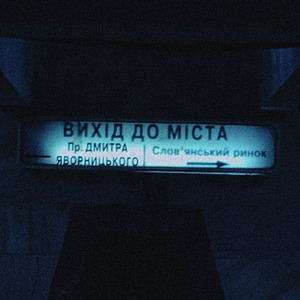 ВИХІД ДО МІСТА
Пр. ДМИТРА
ЯВОРНИЦЬКОГО
Слов'янський ринок